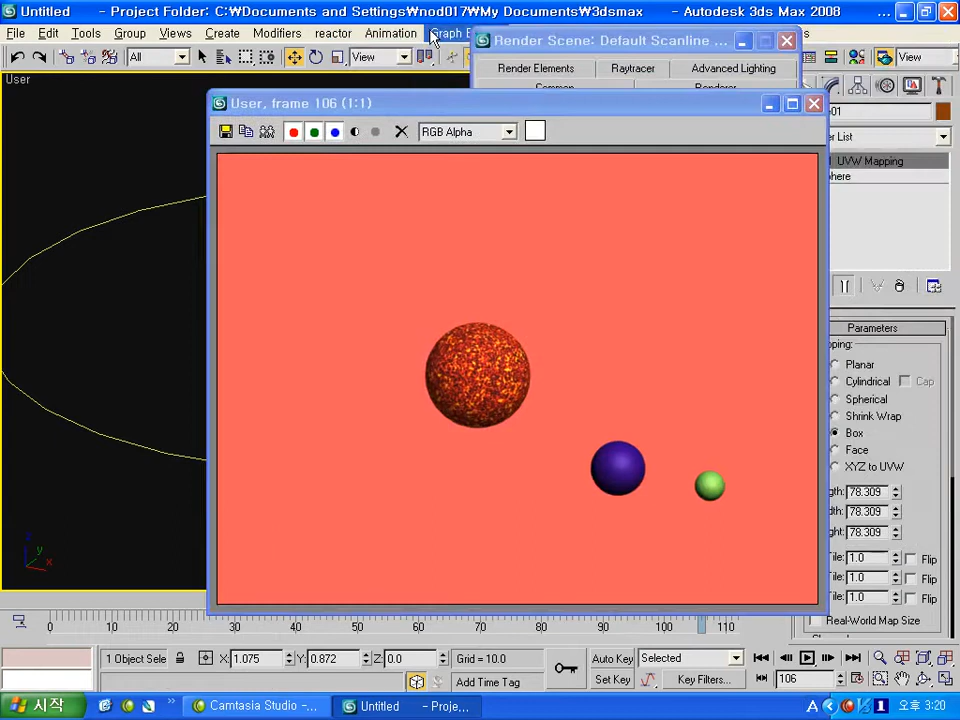 Untitled - Project Folder: C:₩Documents and Settings₩nod017₩My Documents₩3dsmax - Autodesk 3ds Max 2008
File Edit Tools Group Views Create Modifiers reactor Animation Graph E
Render Scene: Default Scanline ...
All View View
Render Elements Raytracer Advanced Lighting
User
Common Renderer
User, frame 106 (1:1)
RGB Alpha
UVW Mapping
Parameters
Planar
Cylindrical Cap
Spherical
Shrink Wrap
Box
Face
XYZ to UVW
78.309
78.309
78.309
1.0 Flip
1.0 Flip
1.0 Flip
Real-World Map Size
z
y
x
0 10 20 30 40 50 60 70 80 90 100 110
1 Object Sele X: 1.075 Y: 0.872 Z: 0.0 Grid = 10.0 Auto Key Selected
Add Time Tag Set Key Key Filters... 106
시작 Camtasia Studio - ... Untitled - Proje... A 오후 3:20